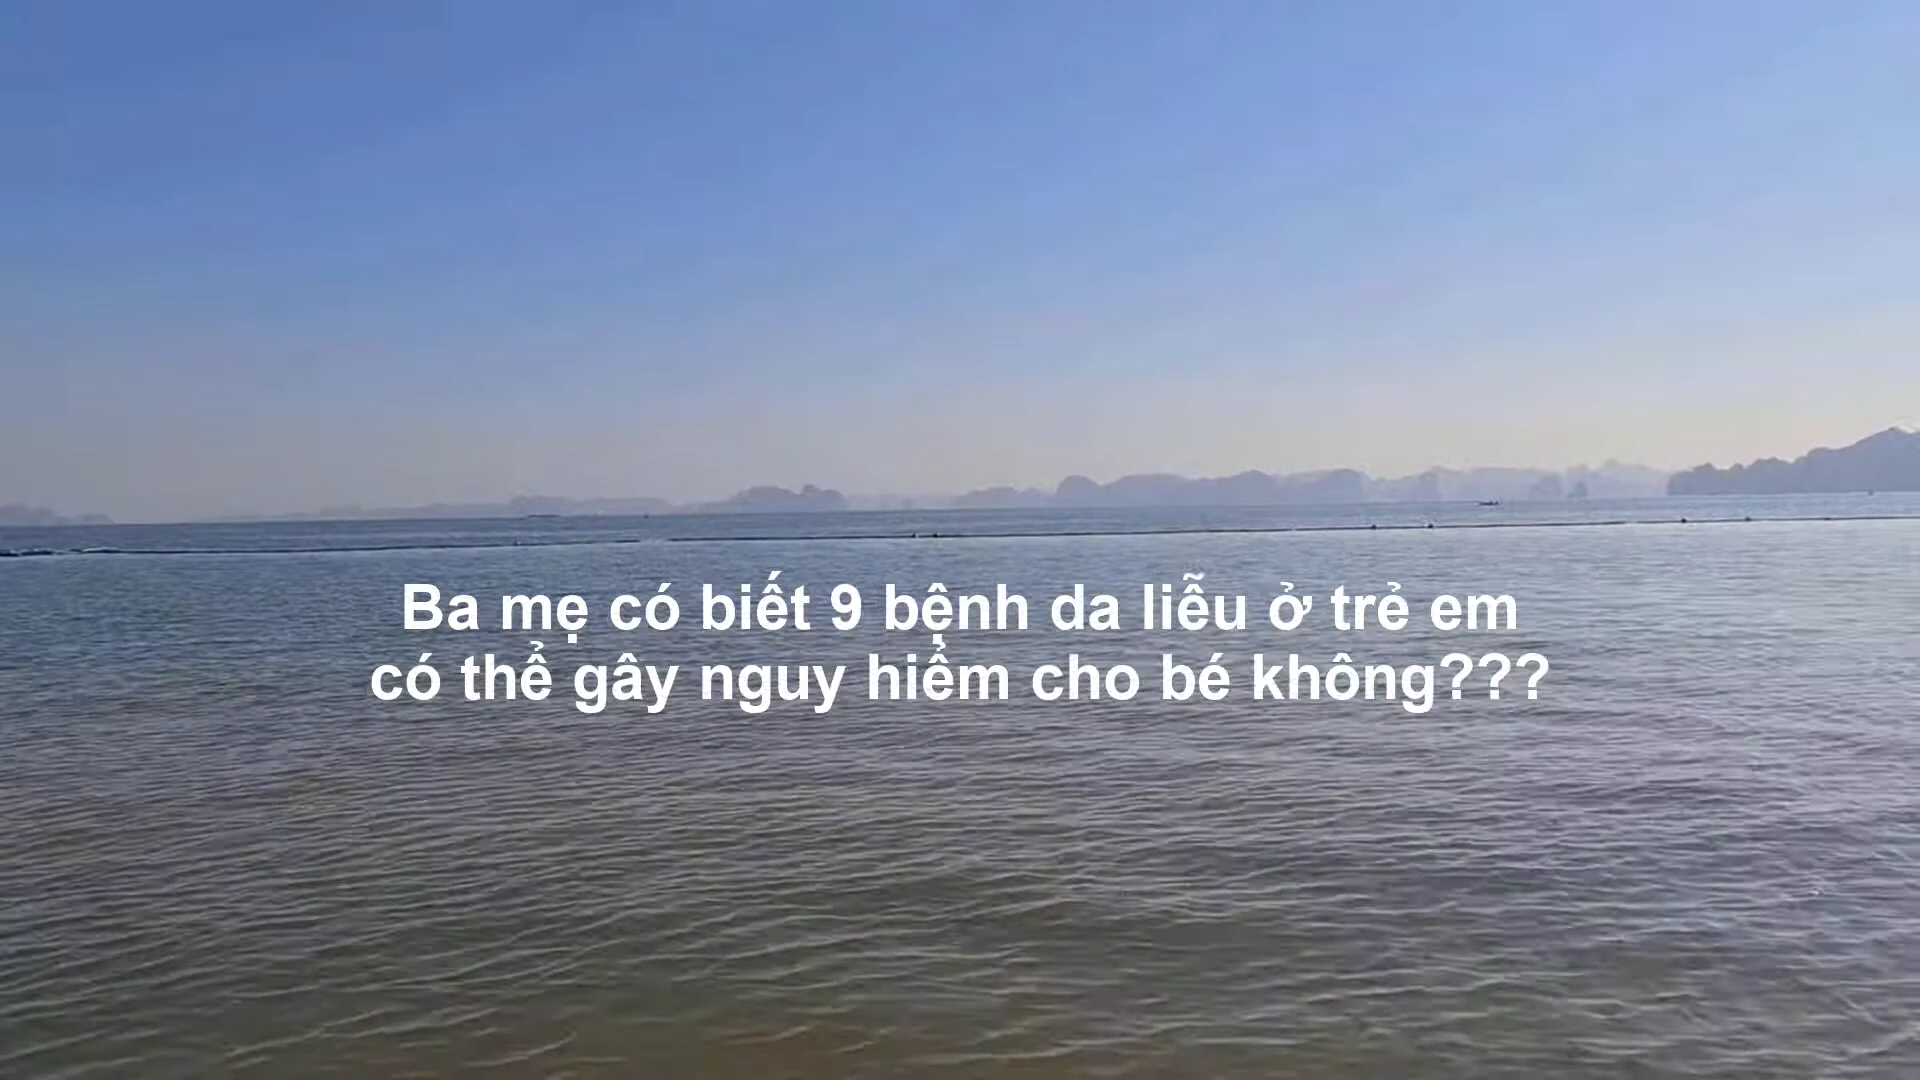 Ba mẹ có biết 9 bệnh da liễu ở trẻ em
có thể gây nguy hiểm cho bé không???